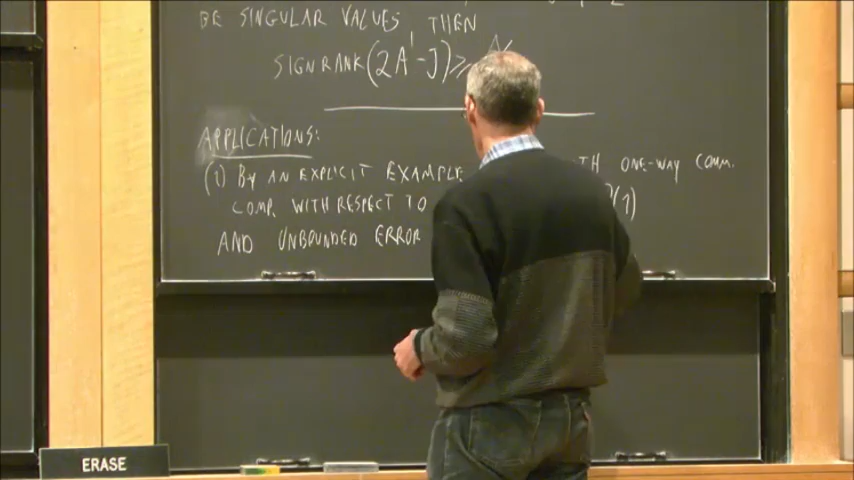 BE SINGULAR VALUES, THEN
SIGN RANK (2A' - J) ≥
APPLICATIONS:
(1) BY AN EXPLICIT EXAMPLE ONE-WAY COMM.
COMP. WITH RESPECT TO (1)
AND UNBOUNDED ERROR
ERASE